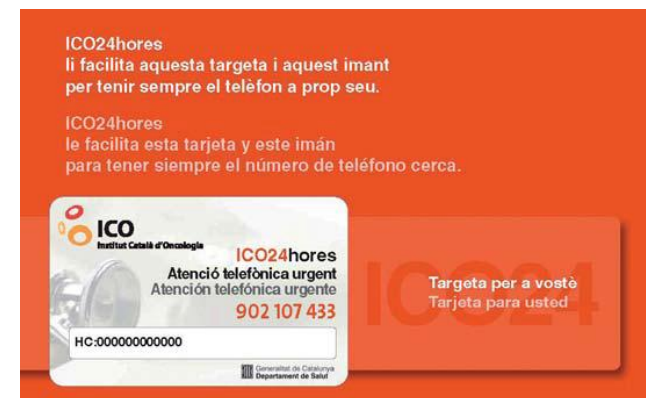 ICO24hores
li facilita aquesta targeta i aquest imant
per tenir sempre el telèfon a prop seu.
ICO24hores
le facilita esta tarjeta y este imán
para tener siempre el número de teléfono cerca.
ICO
Institut Català d'Oncologia
ICO24hores
Atenció telefònica urgent
Atención telefónica urgente
902 107 433
HC:000000000000
Generalitat de Catalunya
Departament de Salut
ICO24
Targeta per a vostè
Tarjeta para usted